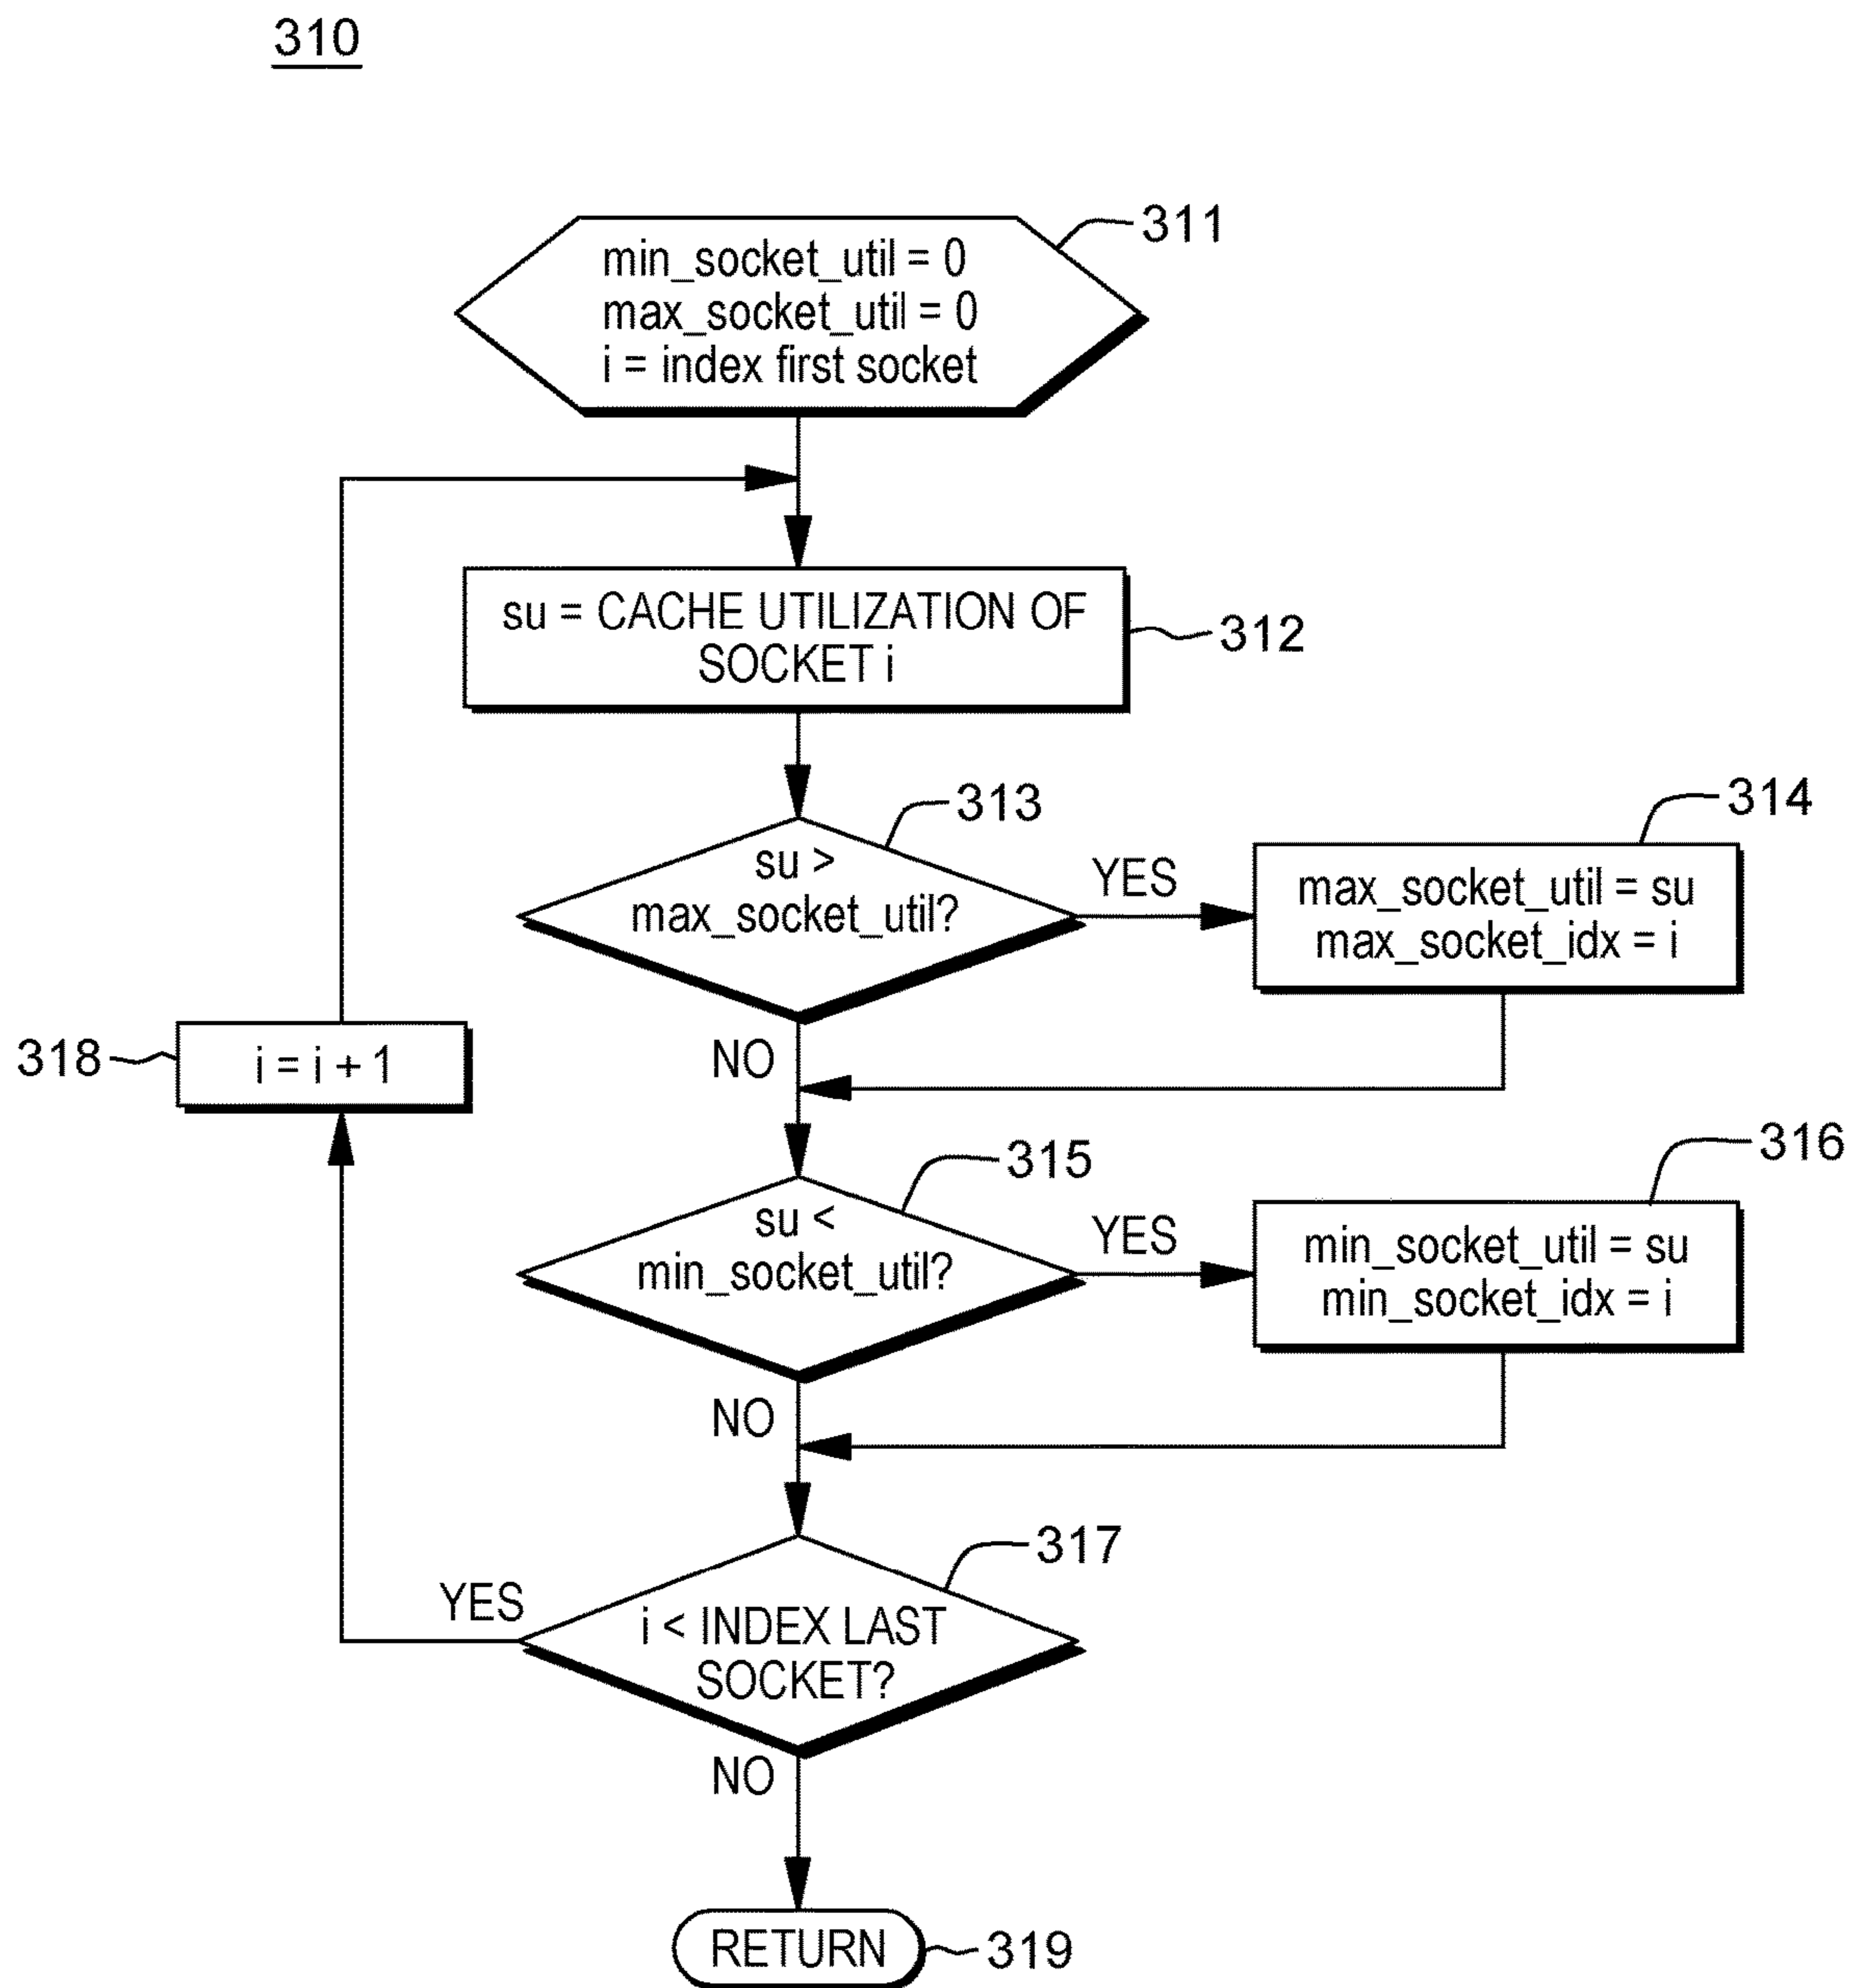 310
311
min_socket_util = 0
max_socket_util = 0
i = index first socket
su = CACHE UTILIZATION OF
SOCKET i
312
313
314
su >
max_socket_util?
YES
max_socket_util = su
max_socket_idx = i
318
i = i + 1
NO
315
316
su <
min_socket_util?
YES
min_socket_util = su
min_socket_idx = i
NO
317
YES
i < INDEX LAST
SOCKET?
NO
RETURN
319